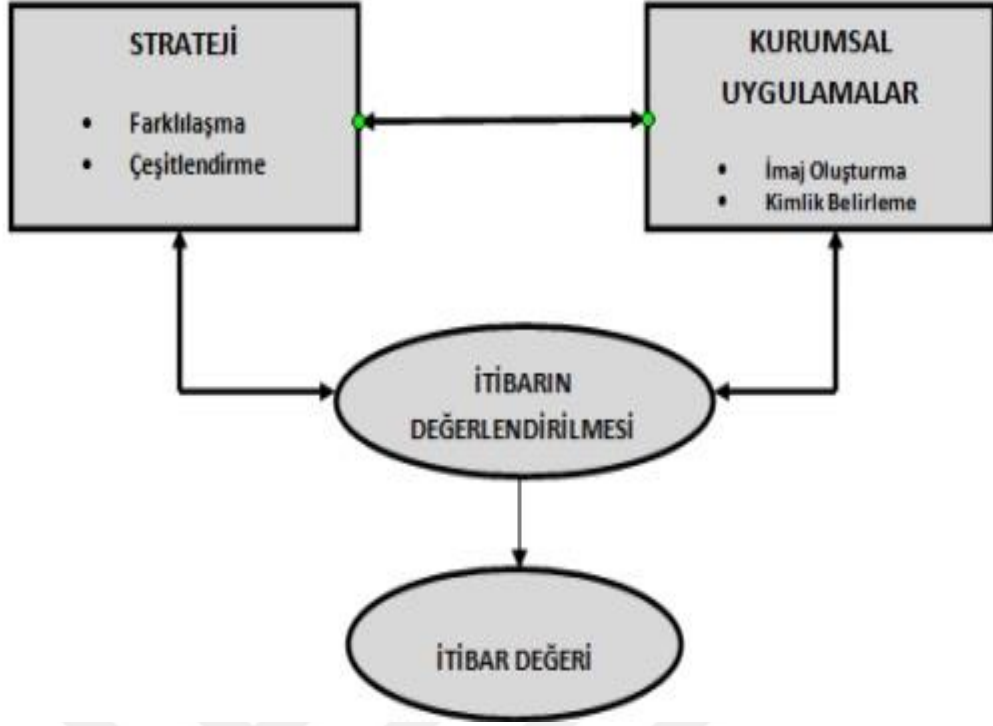 STRATEJİ
• Farklılaşma
• Çeşitlendirme
KURUMSAL
UYGULAMALAR
• İmaj Oluşturma
• Kimlik Belirleme
İTİBARIN
DEĞERLENDİRİLMESİ
İTİBAR DEĞERİ